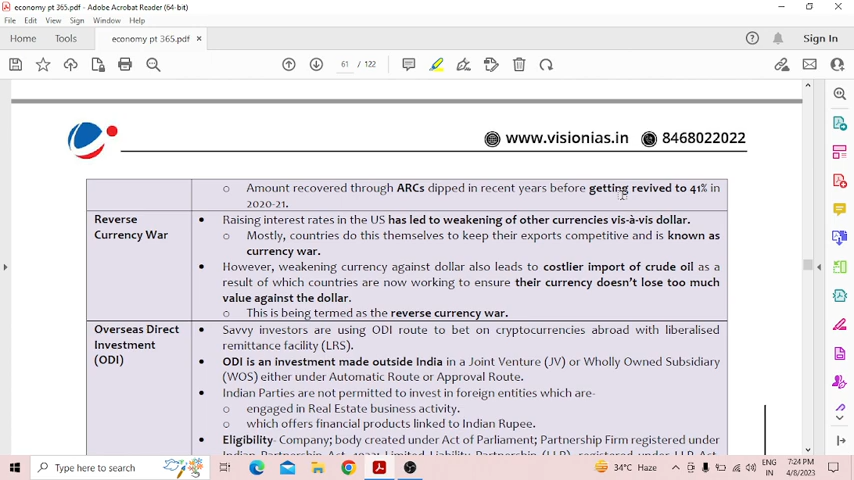 economy pt 365.pdf - Adobe Acrobat Reader (64-bit)
File Edit View Sign Window Help
Home Tools economy pt 365.pdf × Sign In
61 / 122
www.visionias.in 8468022022
o Amount recovered through ARCs dipped in recent years before getting revived to 41% in
2020-21.
Reverse • Raising interest rates in the US has led to weakening of other currencies vis-à-vis dollar.
Currency War o Mostly, countries do this themselves to keep their exports competitive and is known as
currency war.
• However, weakening currency against dollar also leads to costlier import of crude oil as a
result of which countries are now working to ensure their currency doesn't lose too much
value against the dollar.
o This is being termed as the reverse currency war.
Overseas Direct • Savvy investors are using ODI route to bet on cryptocurrencies abroad with liberalised
Investment remittance facility (LRS).
(ODI) • ODI is an investment made outside India in a Joint Venture (JV) or Wholly Owned Subsidiary
(WOS) either under Automatic Route or Approval Route.
• Indian Parties are not permitted to invest in foreign entities which are-
o engaged in Real Estate business activity.
o which offers financial products linked to Indian Rupee.
• Eligibility- Company; body created under Act of Parliament; Partnership Firm registered under
Type here to search 34°C Haze ENG 7:24 PM
IN 4/8/2023